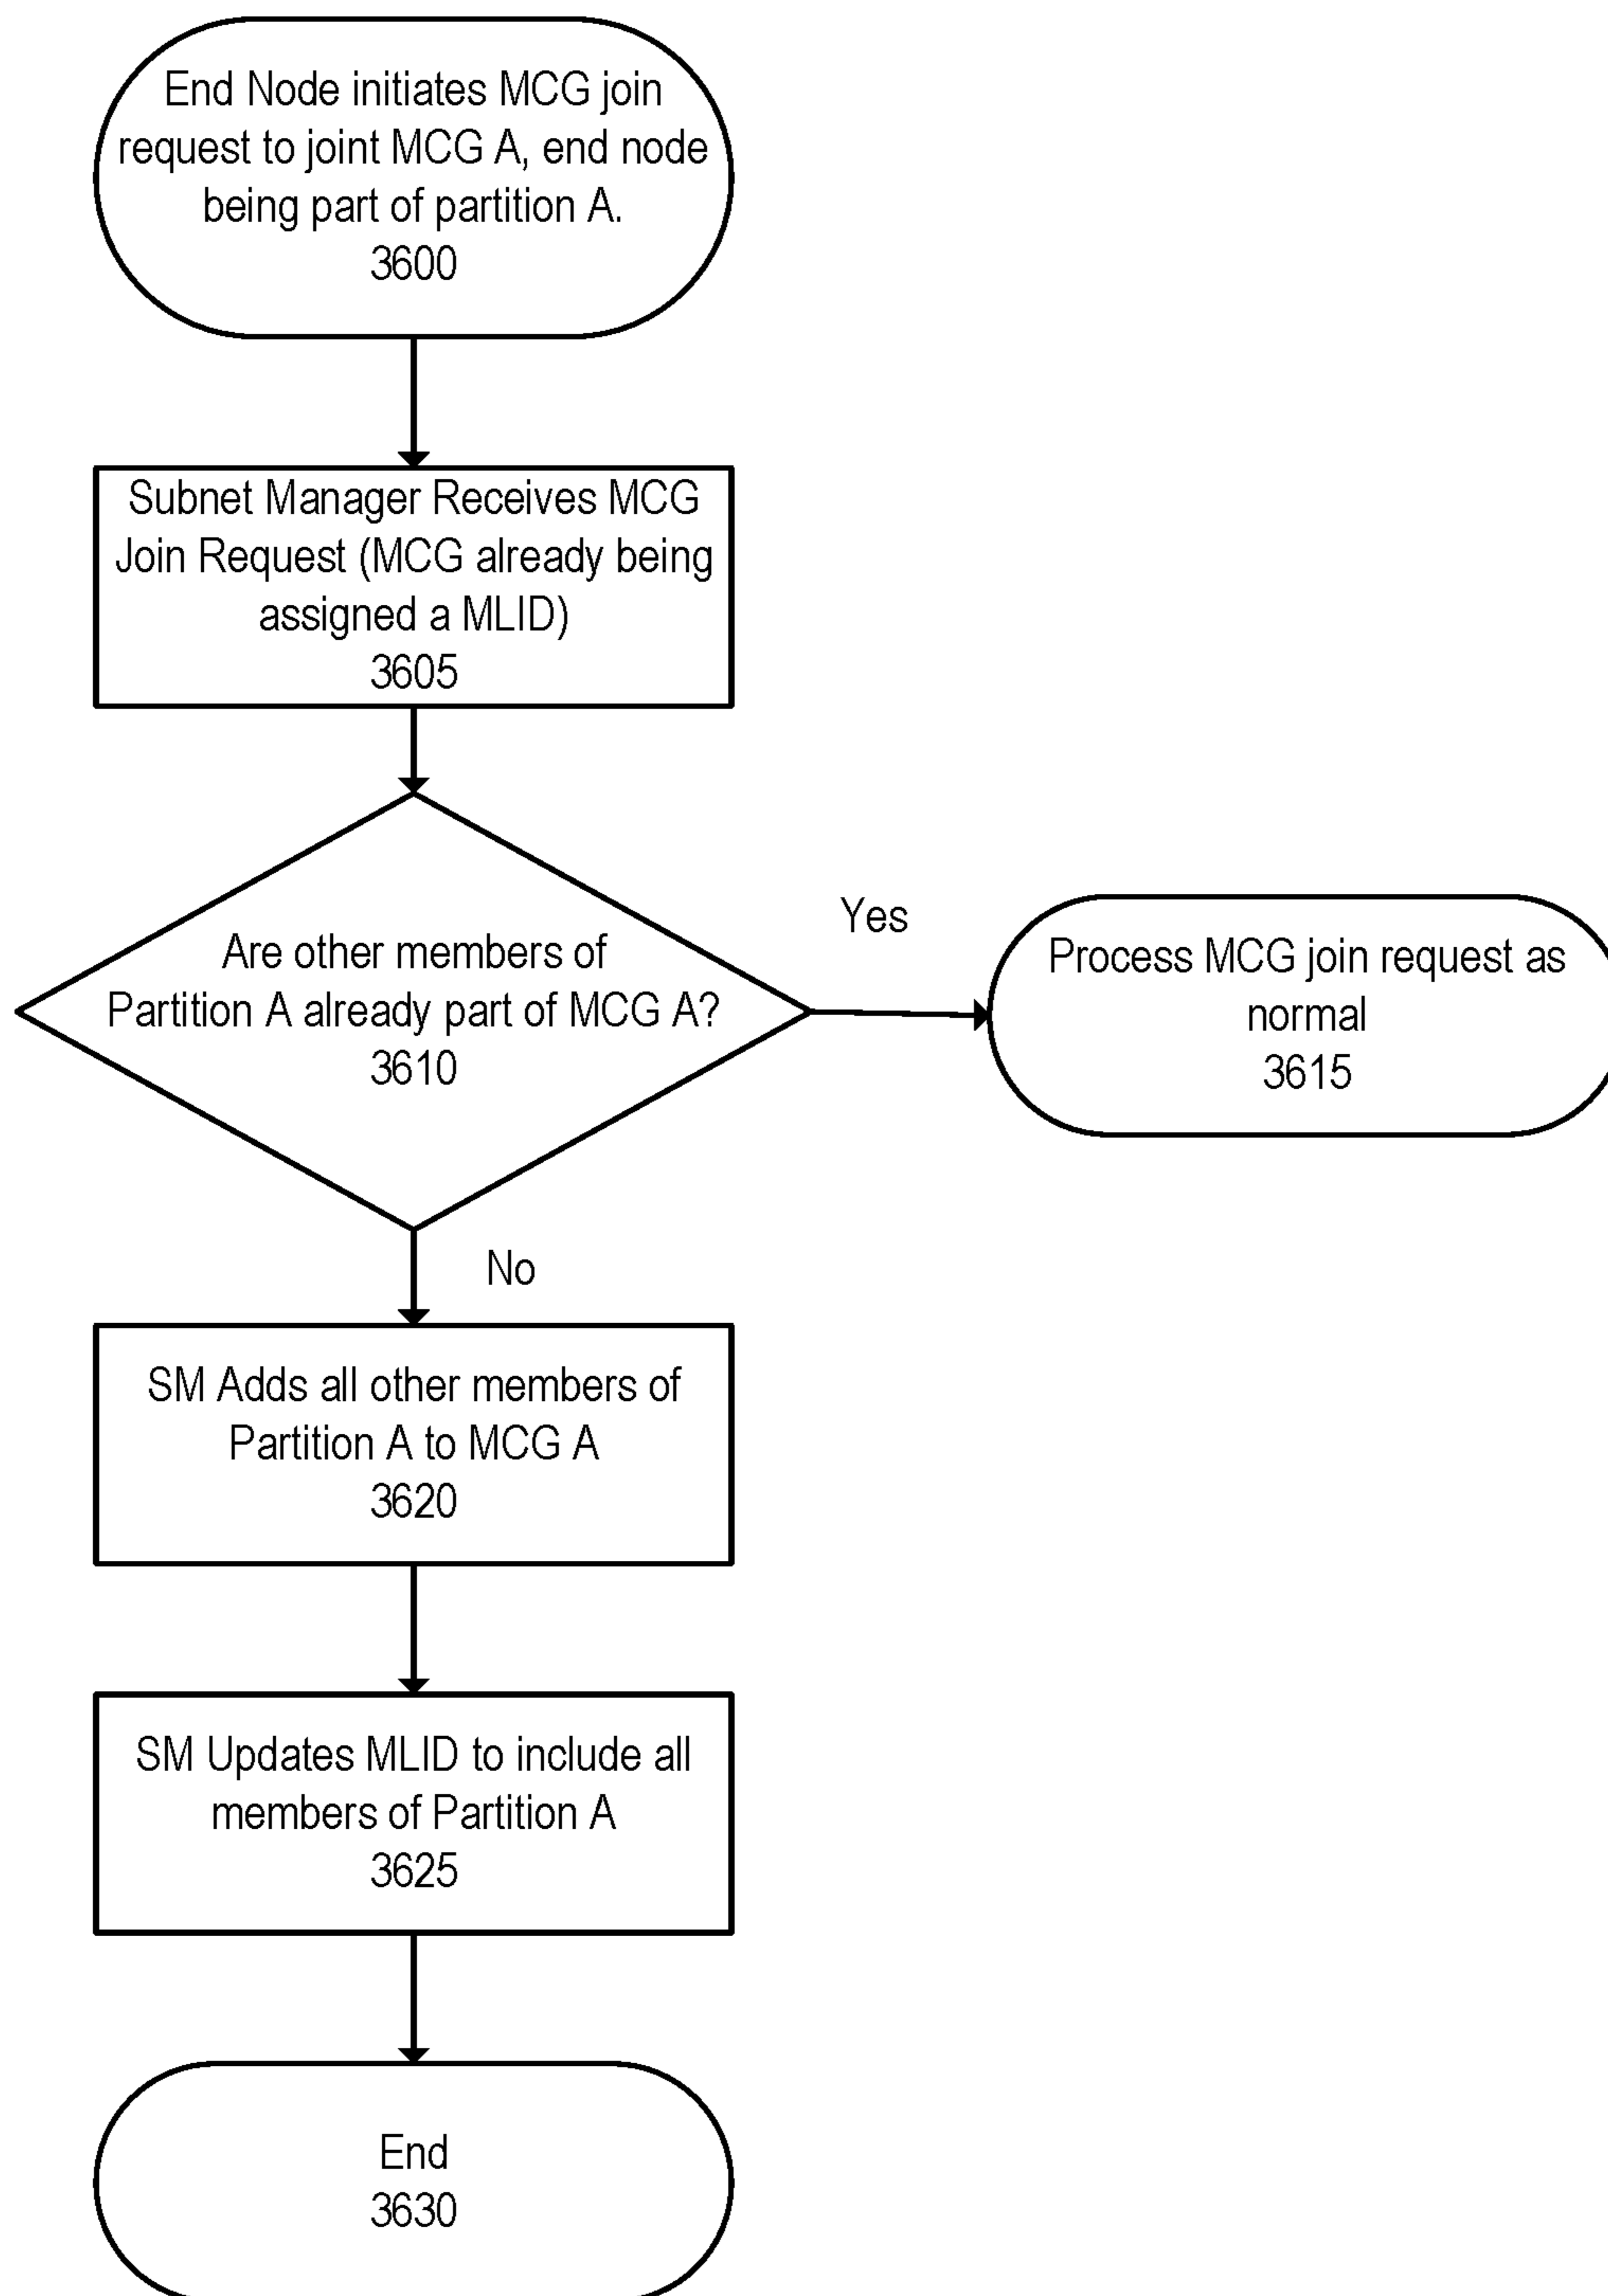 End Node initiates MCG join
request to joint MCG A, end node
being part of partition A.
3600
Subnet Manager Receives MCG
Join Request (MCG already being
assigned a MLID)
3605
Are other members of
Partition A already part of MCG A?
3610
Yes
Process MCG join request as
normal
3615
No
SM Adds all other members of
Partition A to MCG A
3620
SM Updates MLID to include all
members of Partition A
3625
End
3630